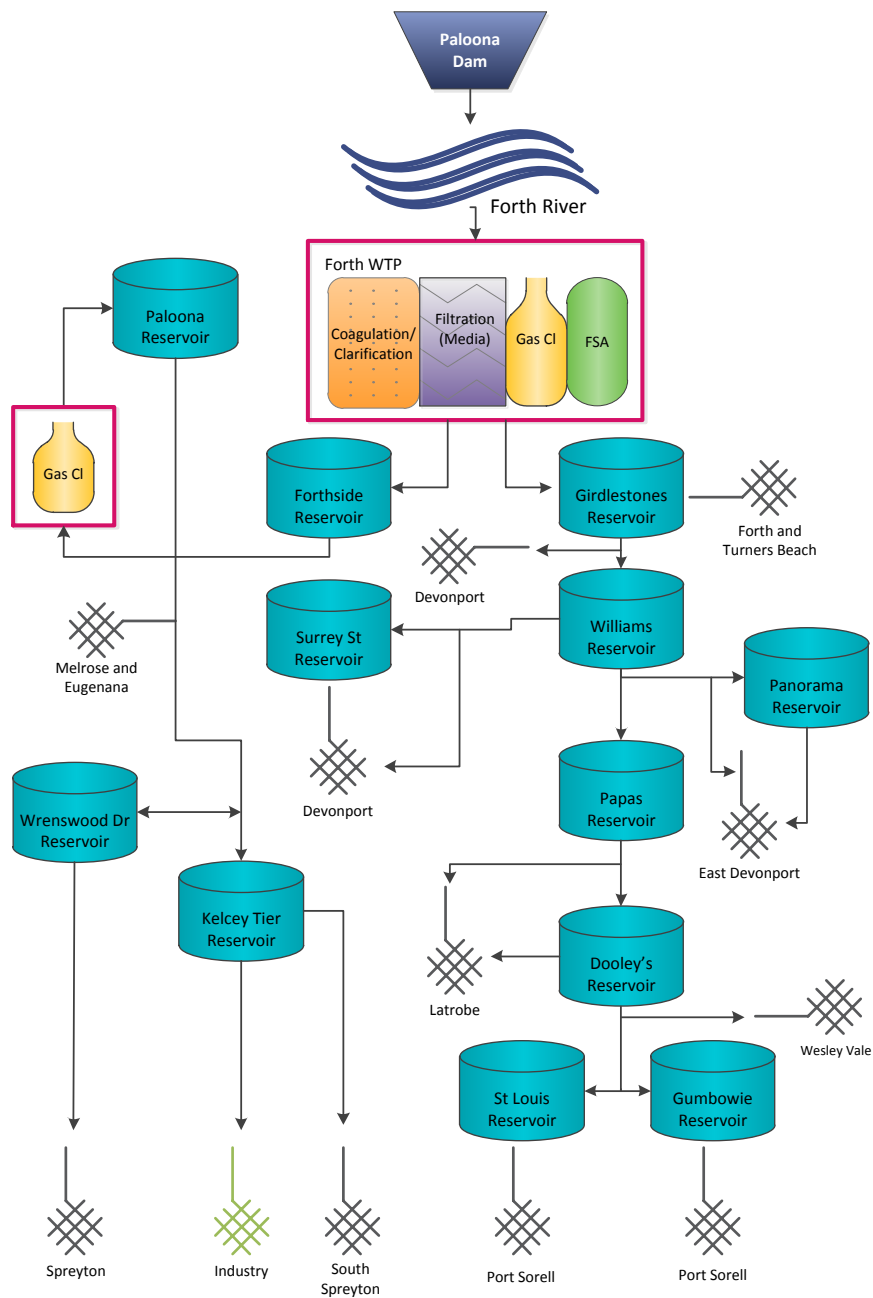 Paloona
Dam
Forth River
Forth WTP
Coagulation/
Clarification
Filtration
(Media)
Gas Cl
FSA
Paloona
Reservoir
Gas Cl
Forthside
Reservoir
Girdlestones
Reservoir
Forth and
Turners Beach
Devonport
Melrose and
Eugenana
Surrey St
Reservoir
Williams
Reservoir
Panorama
Reservoir
Devonport
Papas
Reservoir
East Devonport
Wrenswood Dr
Reservoir
Kelcey Tier
Reservoir
Dooley's
Reservoir
Latrobe
Wesley Vale
St Louis
Reservoir
Gumbowie
Reservoir
Spreyton
Industry
South
Spreyton
Port Sorell
Port Sorell